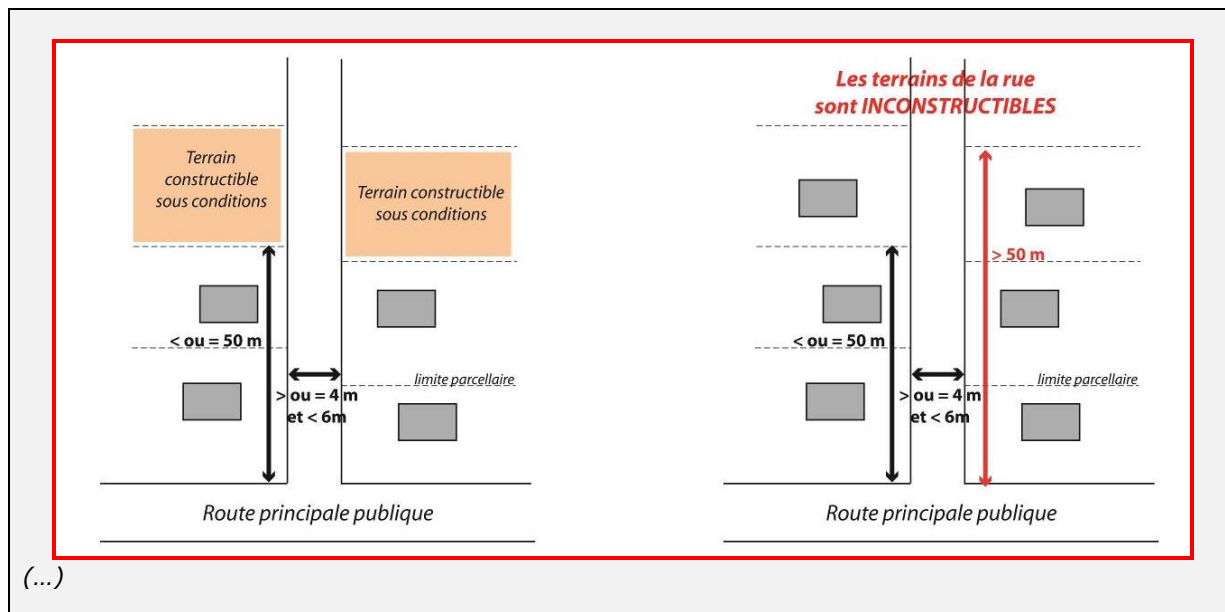 Terrain
constructible
sous conditions
Terrain constructible
sous conditions
< ou = 50 m
limite parcellaire
> ou = 4 m
et < 6m
Route principale publique
Les terrains de la rue
sont INCONSTRUCTIBLES
> 50 m
< ou = 50 m
limite parcellaire
> ou = 4 m
et < 6m
Route principale publique
(...)